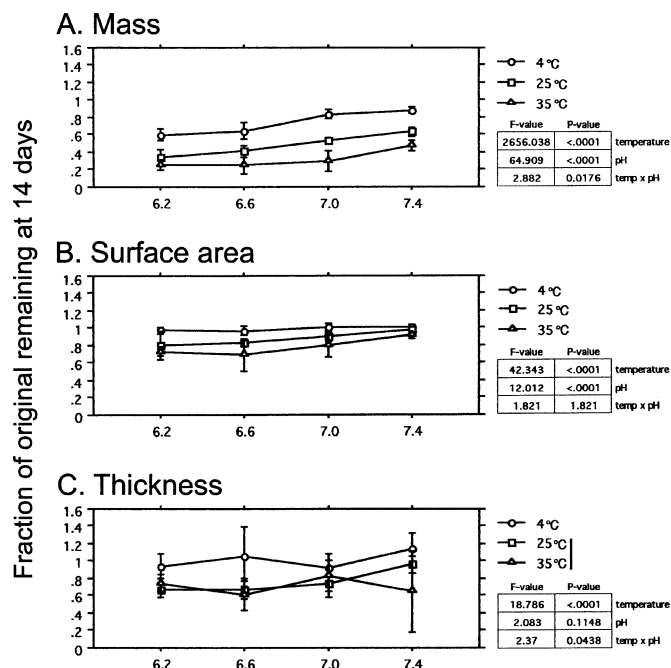 Fraction of original remaining at 14 days
A. Mass
1.6
1.4
1.2
1
.8
.6
.4
.2
0
6.2 6.6 7.0 7.4
4 °C
25 °C
35 °C
F-value P-value
2656.038 <.0001 temperature
64.909 <.0001 pH
2.882 0.0176 temp x pH
B. Surface area
1.6
1.4
1.2
1
.8
.6
.4
.2
0
6.2 6.6 7.0 7.4
4 °C
25 °C
35 °C
F-value P-value
42.343 <.0001 temperature
12.012 <.0001 pH
1.821 1.821 temp x pH
C. Thickness
1.6
1.4
1.2
1
.8
.6
.4
.2
0
6.2 6.6 7.0 7.4
4 °C
25 °C
35 °C
F-value P-value
18.786 <.0001 temperature
2.083 0.1148 pH
2.37 0.0438 temp x pH